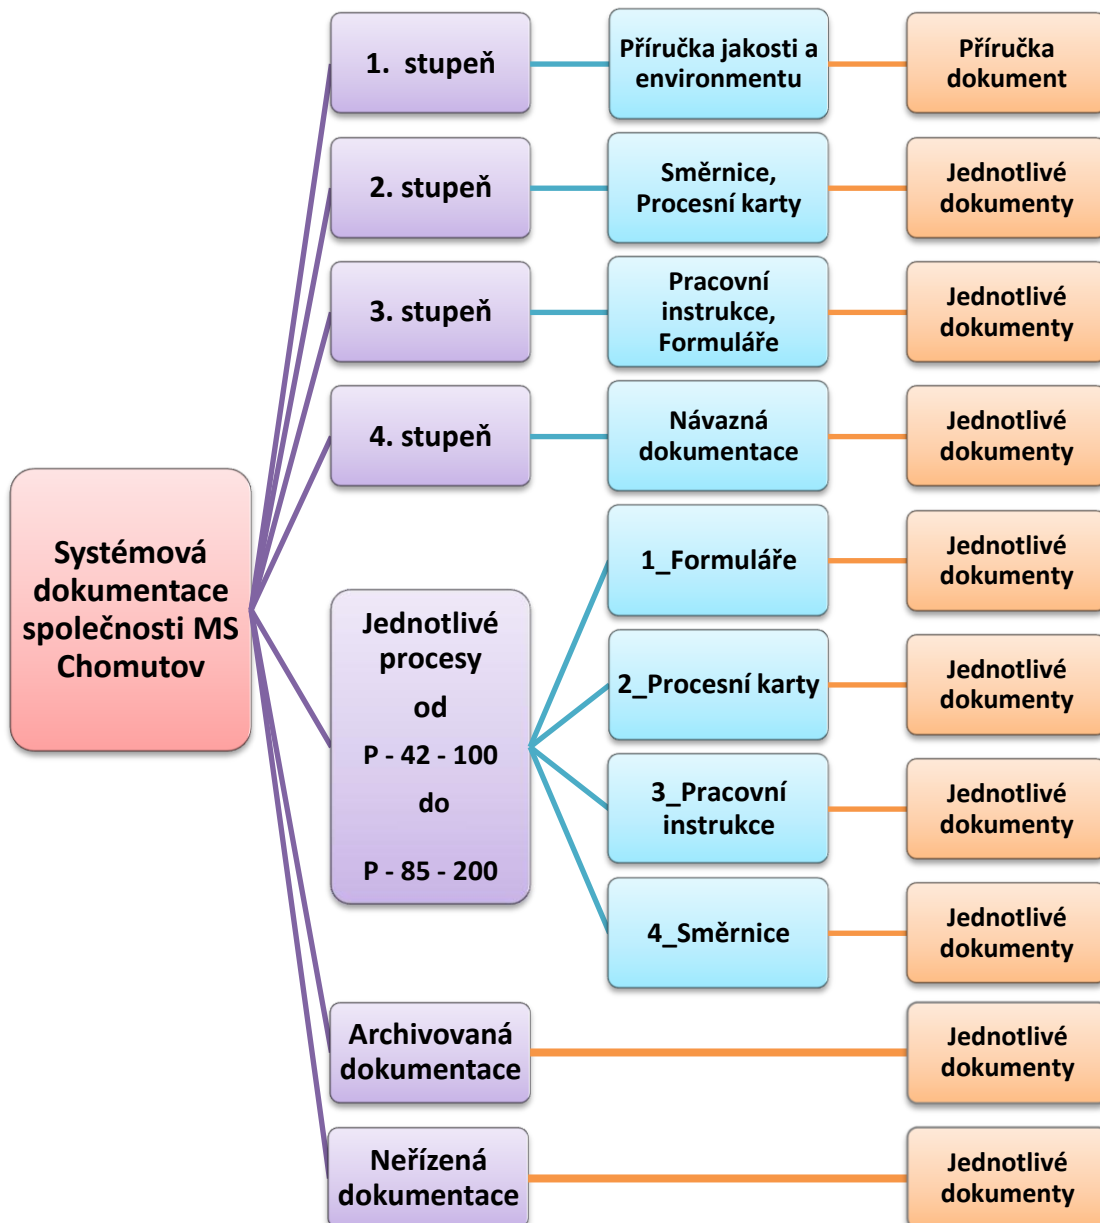 1. stupeň
Příručka jakosti a
environmentu
Příručka
dokument
2. stupeň
Směrnice,
Procesní karty
Jednotlivé
dokumenty
3. stupeň
Pracovní
instrukce,
Formuláře
Jednotlivé
dokumenty
4. stupeň
Návazná
dokumentace
Jednotlivé
dokumenty
Systémová
dokumentace
společnosti MS
Chomutov
Jednotlivé
procesy
od
P - 42 - 100
do
P - 85 - 200
1_Formuláře
Jednotlivé
dokumenty
2_Procesní karty
Jednotlivé
dokumenty
3_Pracovní
instrukce
Jednotlivé
dokumenty
4_Směrnice
Jednotlivé
dokumenty
Archivovaná
dokumentace
Jednotlivé
dokumenty
Neřízená
dokumentace
Jednotlivé
dokumenty